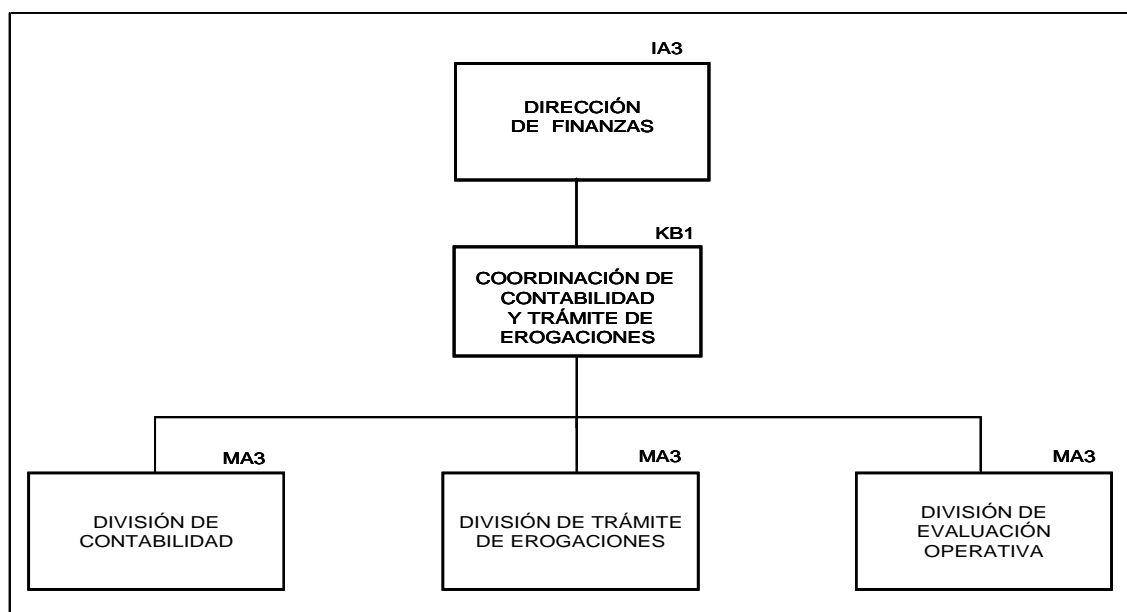 IA3
DIRECCIÓN
DE FINANZAS
KB1
COORDINACIÓN DE
CONTABILIDAD
Y TRÁMITE DE
EROGACIONES
MA3
DIVISIÓN DE
CONTABILIDAD
MA3
DIVISIÓN DE TRÁMITE
DE EROGACIONES
MA3
DIVISIÓN DE
EVALUACIÓN
OPERATIVA